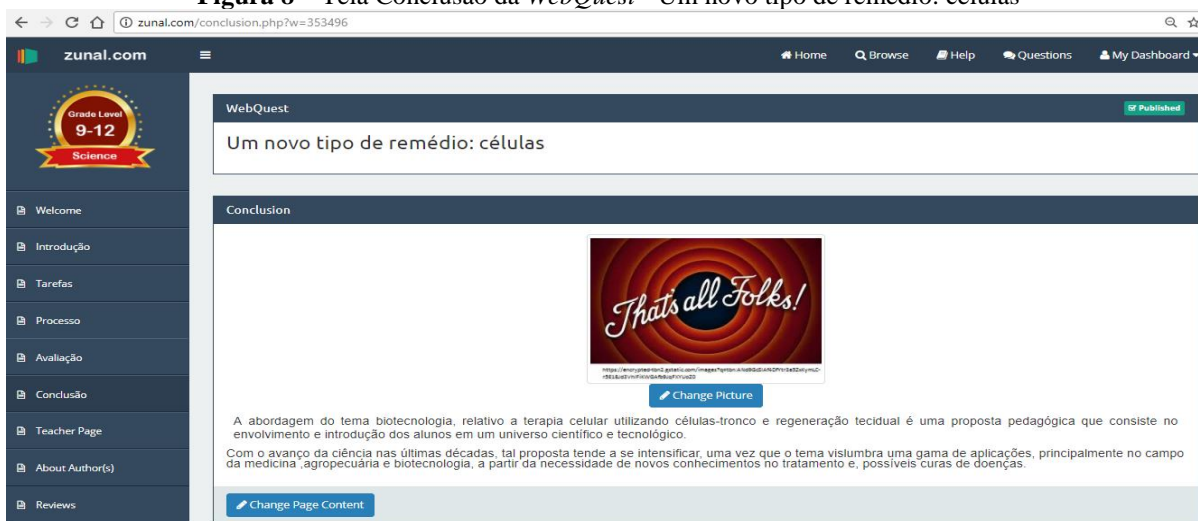 Figura 8 - Tela Conclusão da WebQuest - Um novo tipo de remédio: células
zunal.com/conclusion.php?w=353496
zunal.com
Home Browse Help Questions My Dashboard
Grade Level
9-12
Science
WebQuest Published
Um novo tipo de remédio: células
Welcome
Introdução
Tarefas
Processo
Avaliação
Conclusão
Teacher Page
About Author(s)
Reviews
Conclusion
That's all Folks!
Change Picture
A abordagem do tema biotecnologia, relativo a terapia celular utilizando células-tronco e regeneração tecidual é uma proposta pedagógica que consiste no
envolvimento e introdução dos alunos em um universo científico e tecnológico.
Com o avanço da ciência nas últimas décadas, tal proposta tende a se intensificar, uma vez que o tema vislumbra uma gama de aplicações, principalmente no campo
da medicina ,agropecuária e biotecnologia, a partir da necessidade de novos conhecimentos no tratamento e, possíveis curas de doenças.
Change Page Content